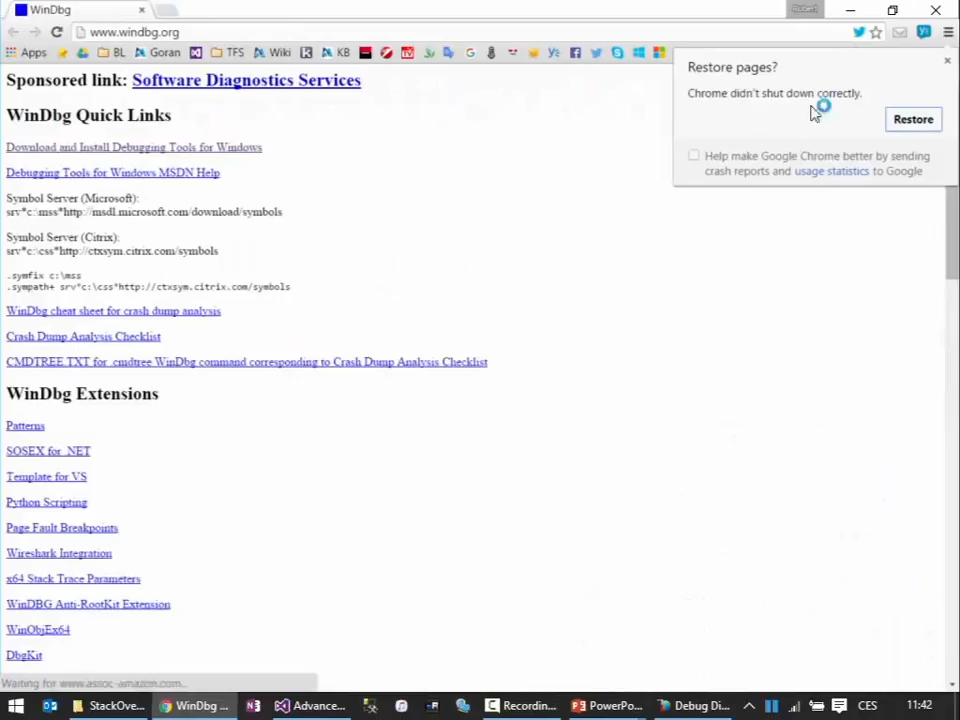 WinDbg
Robert
www.windbg.org
Apps
BL
Goran
TFS
Wiki
KB
Restore pages?
Chrome didn't shut down correctly.
Restore
Help make Google Chrome better by sending
crash reports and usage statistics to Google
Sponsored link: Software Diagnostics Services
WinDbg Quick Links
Download and Install Debugging Tools for Windows
Debugging Tools for Windows MSDN Help
Symbol Server (Microsoft):
srv*c:\mss*http://msdl.microsoft.com/download/symbols
Symbol Server (Citrix):
srv*c:\css*http://ctxsym.citrix.com/symbols
.symfix c:\mss
.sympath+ srv*c:\css*http://ctxsym.citrix.com/symbols
WinDbg cheat sheet for crash dump analysis
Crash Dump Analysis Checklist
CMDTREE.TXT for .cmdtree WinDbg command corresponding to Crash Dump Analysis Checklist
WinDbg Extensions
Patterns
SOSEX for .NET
Template for VS
Python Scripting
Page Fault Breakpoints
Wireshark Integration
x64 Stack Trace Parameters
WinDBG Anti-RootKit Extension
WinObjEx64
DbgKit
Waiting for www.assoc-amazon.com...
StackOve...
WinDbg ...
Advance...
Recordin...
PowerPo...
Debug Di...
CES
11:42